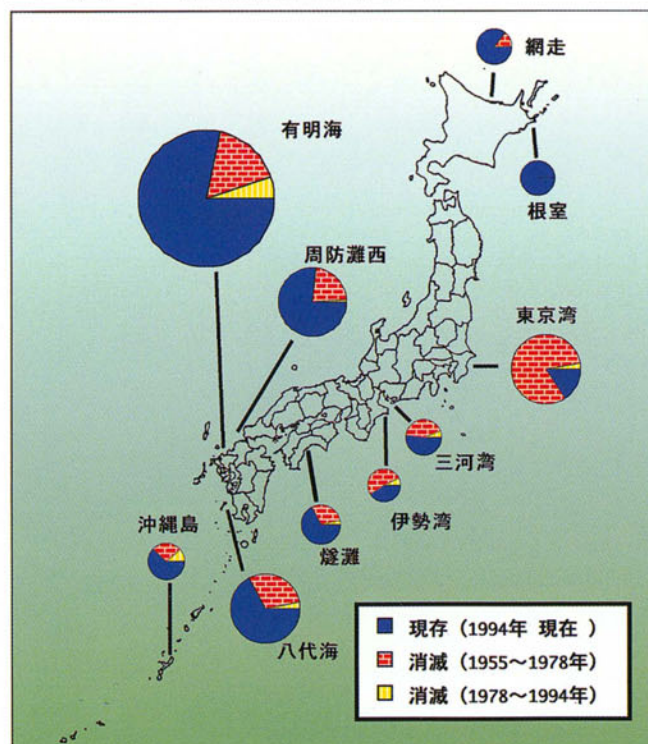 網走
有明海
根室
周防灘西
東京湾
三河湾
伊勢湾
沖縄島
燧灘
八代海
現存（1994年 現在 ）
消滅（1955～1978年）
消滅（1978～1994年）